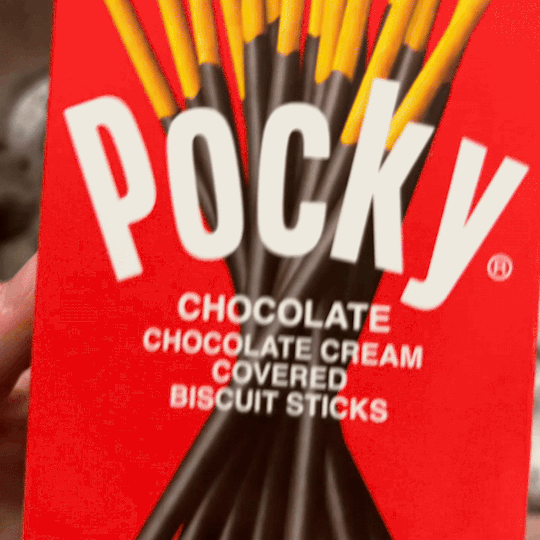 Pocky®
CHOCOLATE
CHOCOLATE CREAM
COVERED
BISCUIT STICKS